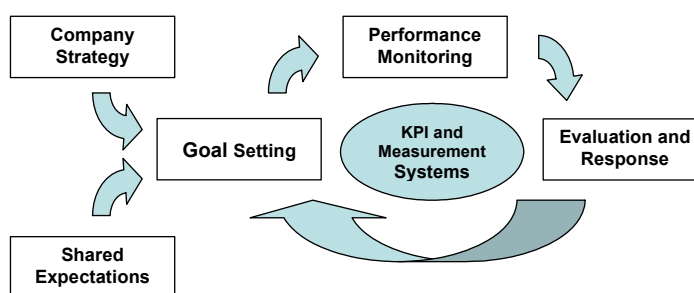 Company
Strategy
Performance
Monitoring
Goal Setting
KPI and
Measurement
Systems
Evaluation and
Response
Shared
Expectations